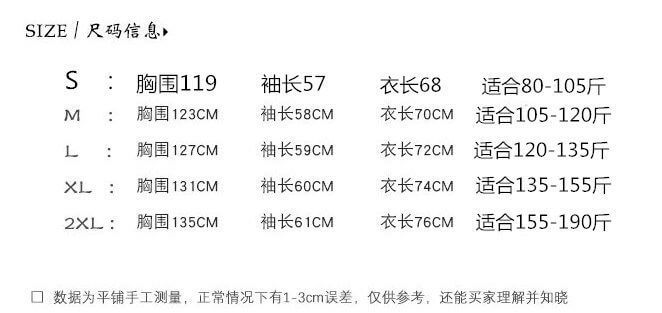 SIZE / 尺码信息▸
S : 胸围119 袖长57 衣长68 适合80-105斤
M : 胸围123CM 袖长58CM 衣长70CM 适合105-120斤
L : 胸围127CM 袖长59CM 衣长72CM 适合120-135斤
XL : 胸围131CM 袖长60CM 衣长74CM 适合135-155斤
2XL : 胸围135CM 袖长61CM 衣长76CM 适合155-190斤
□ 数据为平铺手工测量，正常情况下有1-3cm误差，仅供参考，还能买家理解并知晓